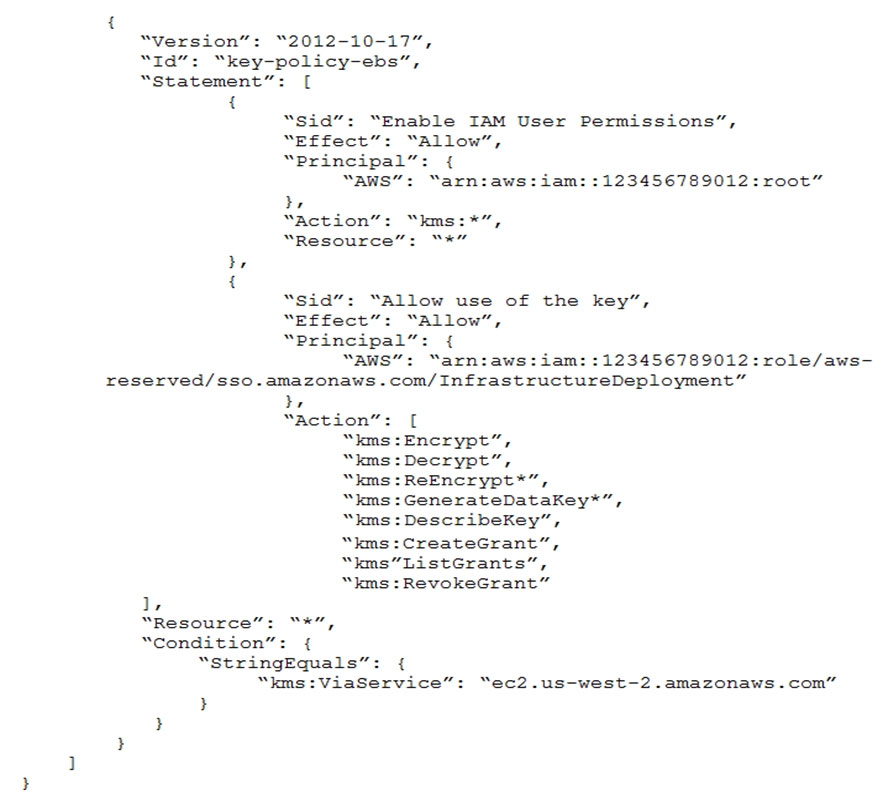 {
“Version”: “2012-10-17”,
“Id”: “key-policy-ebs”,
“Statement”: [
{
“Sid”: “Enable IAM User Permissions”,
“Effect”: “Allow”,
“Principal”: {
“AWS”: “arn:aws:iam::123456789012:root”
},
“Action”: “kms:*”,
“Resource”: “*”
},
{
“Sid”: “Allow use of the key”,
“Effect”: “Allow”,
“Principal”: {
“AWS”: “arn:aws:iam::123456789012:role/aws-
reserved/sso.amazonaws.com/InfrastructureDeployment”
},
“Action”: [
“kms:Encrypt”,
“kms:Decrypt”,
“kms:ReEncrypt*”,
“kms:GenerateDataKey*”,
“kms:DescribeKey”,
“kms:CreateGrant”,
“kms”ListGrants”,
“kms:RevokeGrant”
],
“Resource”: “*”,
“Condition”: {
“StringEquals”: {
“kms:ViaService”: “ec2.us-west-2.amazonaws.com”
}
}
}
]
}